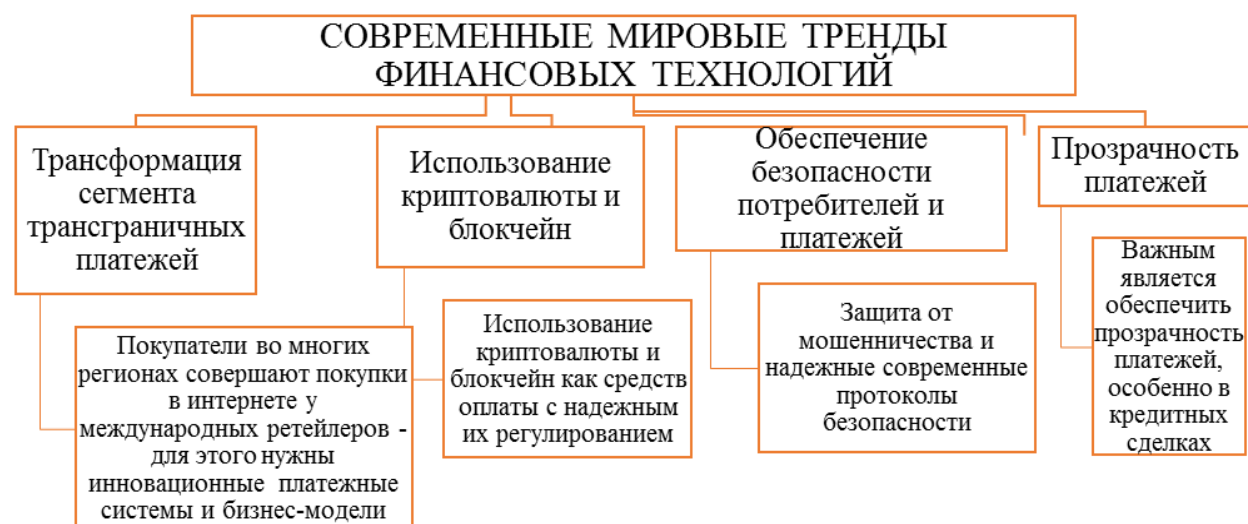 СОВРЕМЕННЫЕ МИРОВЫЕ ТРЕНДЫ
ФИНАНСОВЫХ ТЕХНОЛОГИЙ
Трансформация
сегмента
трансграничных
платежей
Покупатели во многих
регионах совершают покупки
в интернете у
международных ретейлеров -
для этого нужны
инновационные платежные
системы и бизнес-модели
Использование
криптовалюты и
блокчейн
Использование
криптовалюты и
блокчейн как средств
оплаты с надежным
их регулированием
Обеспечение
безопасности
потребителей и
платежей
Защита от
мошенничества и
надежные современные
протоколы
безопасности
Прозрачность
платежей
Важным
является
обеспечить
прозрачность
платежей,
особенно в
кредитных
сделках